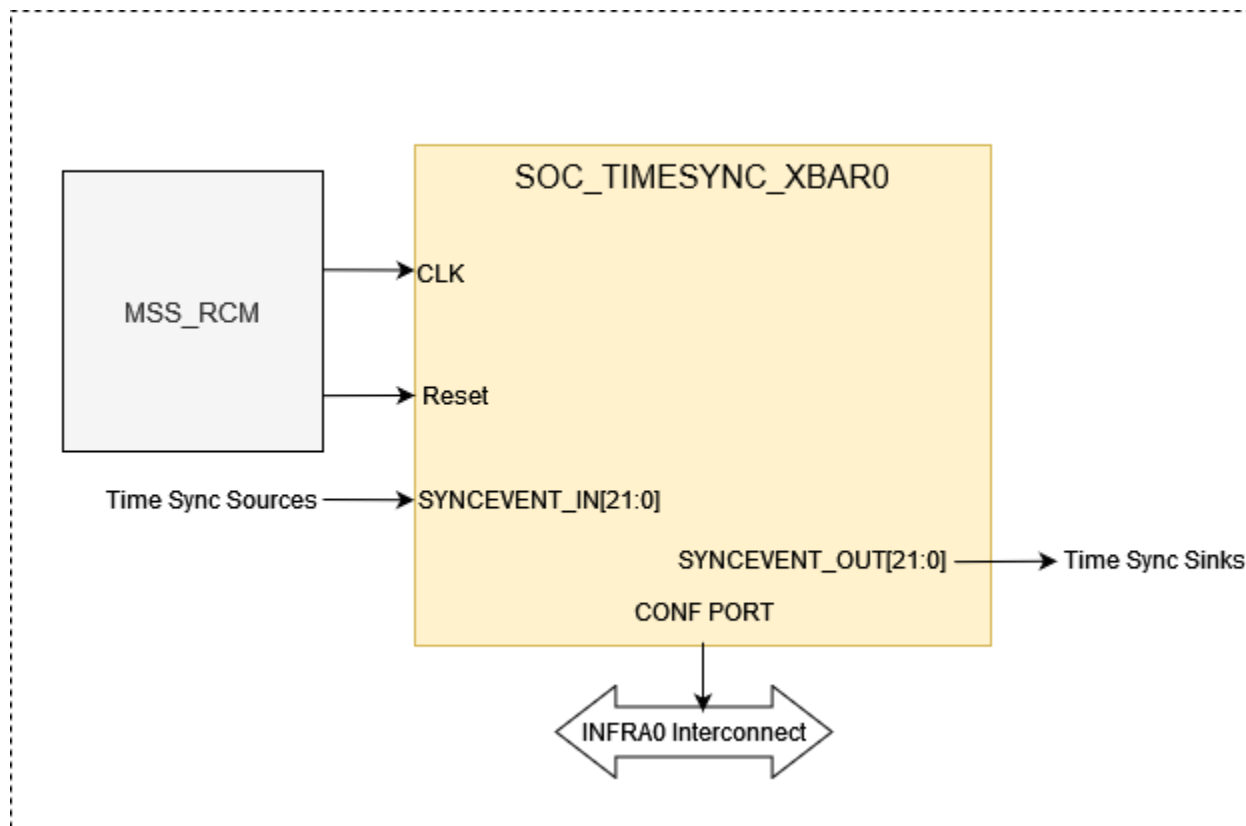 SOC_TIMESYNC_XBAR0
CLK
MSS_RCM
Reset
Time Sync Sources
SYNCEVENT_IN[21:0]
SYNCEVENT_OUT[21:0]
Time Sync Sinks
CONF PORT
INFRA0 Interconnect